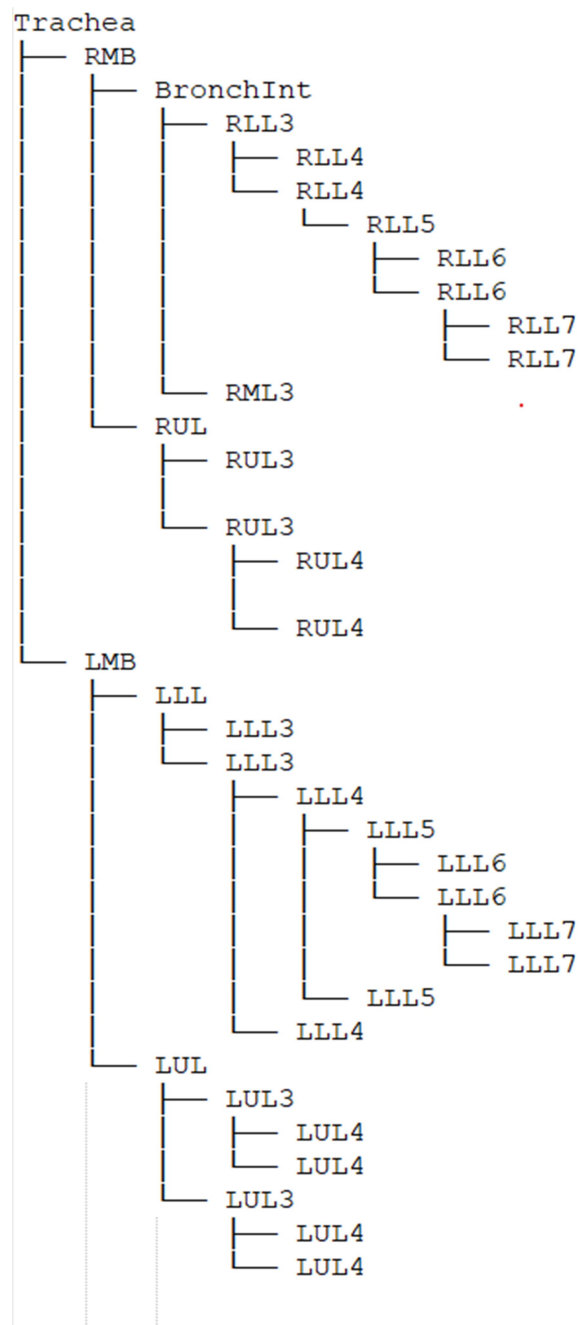 Trachea
├── RMB
│   ├── BronchInt
│   │   ├── RLL3
│   │   │   ├── RLL4
│   │   │   └── RLL4
│   │   │       └── RLL5
│   │   │           ├── RLL6
│   │   │           └── RLL6
│   │   │               ├── RLL7
│   │   │               └── RLL7
│   │   └── RML3
│   └── RUL
│       ├── RUL3
│       │
│       └── RUL3
│           ├── RUL4
│           │
│           └── RUL4
└── LMB
    ├── LLL
    │   ├── LLL3
    │   └── LLL3
    │       ├── LLL4
    │       │   ├── LLL5
    │       │   │   ├── LLL6
    │       │   │   └── LLL6
    │       │   │       ├── LLL7
    │       │   │       └── LLL7
    │       │   └── LLL5
    │       └── LLL4
    └── LUL
        ├── LUL3
        │   ├── LUL4
        │   └── LUL4
        └── LUL3
            ├── LUL4
            └── LUL4